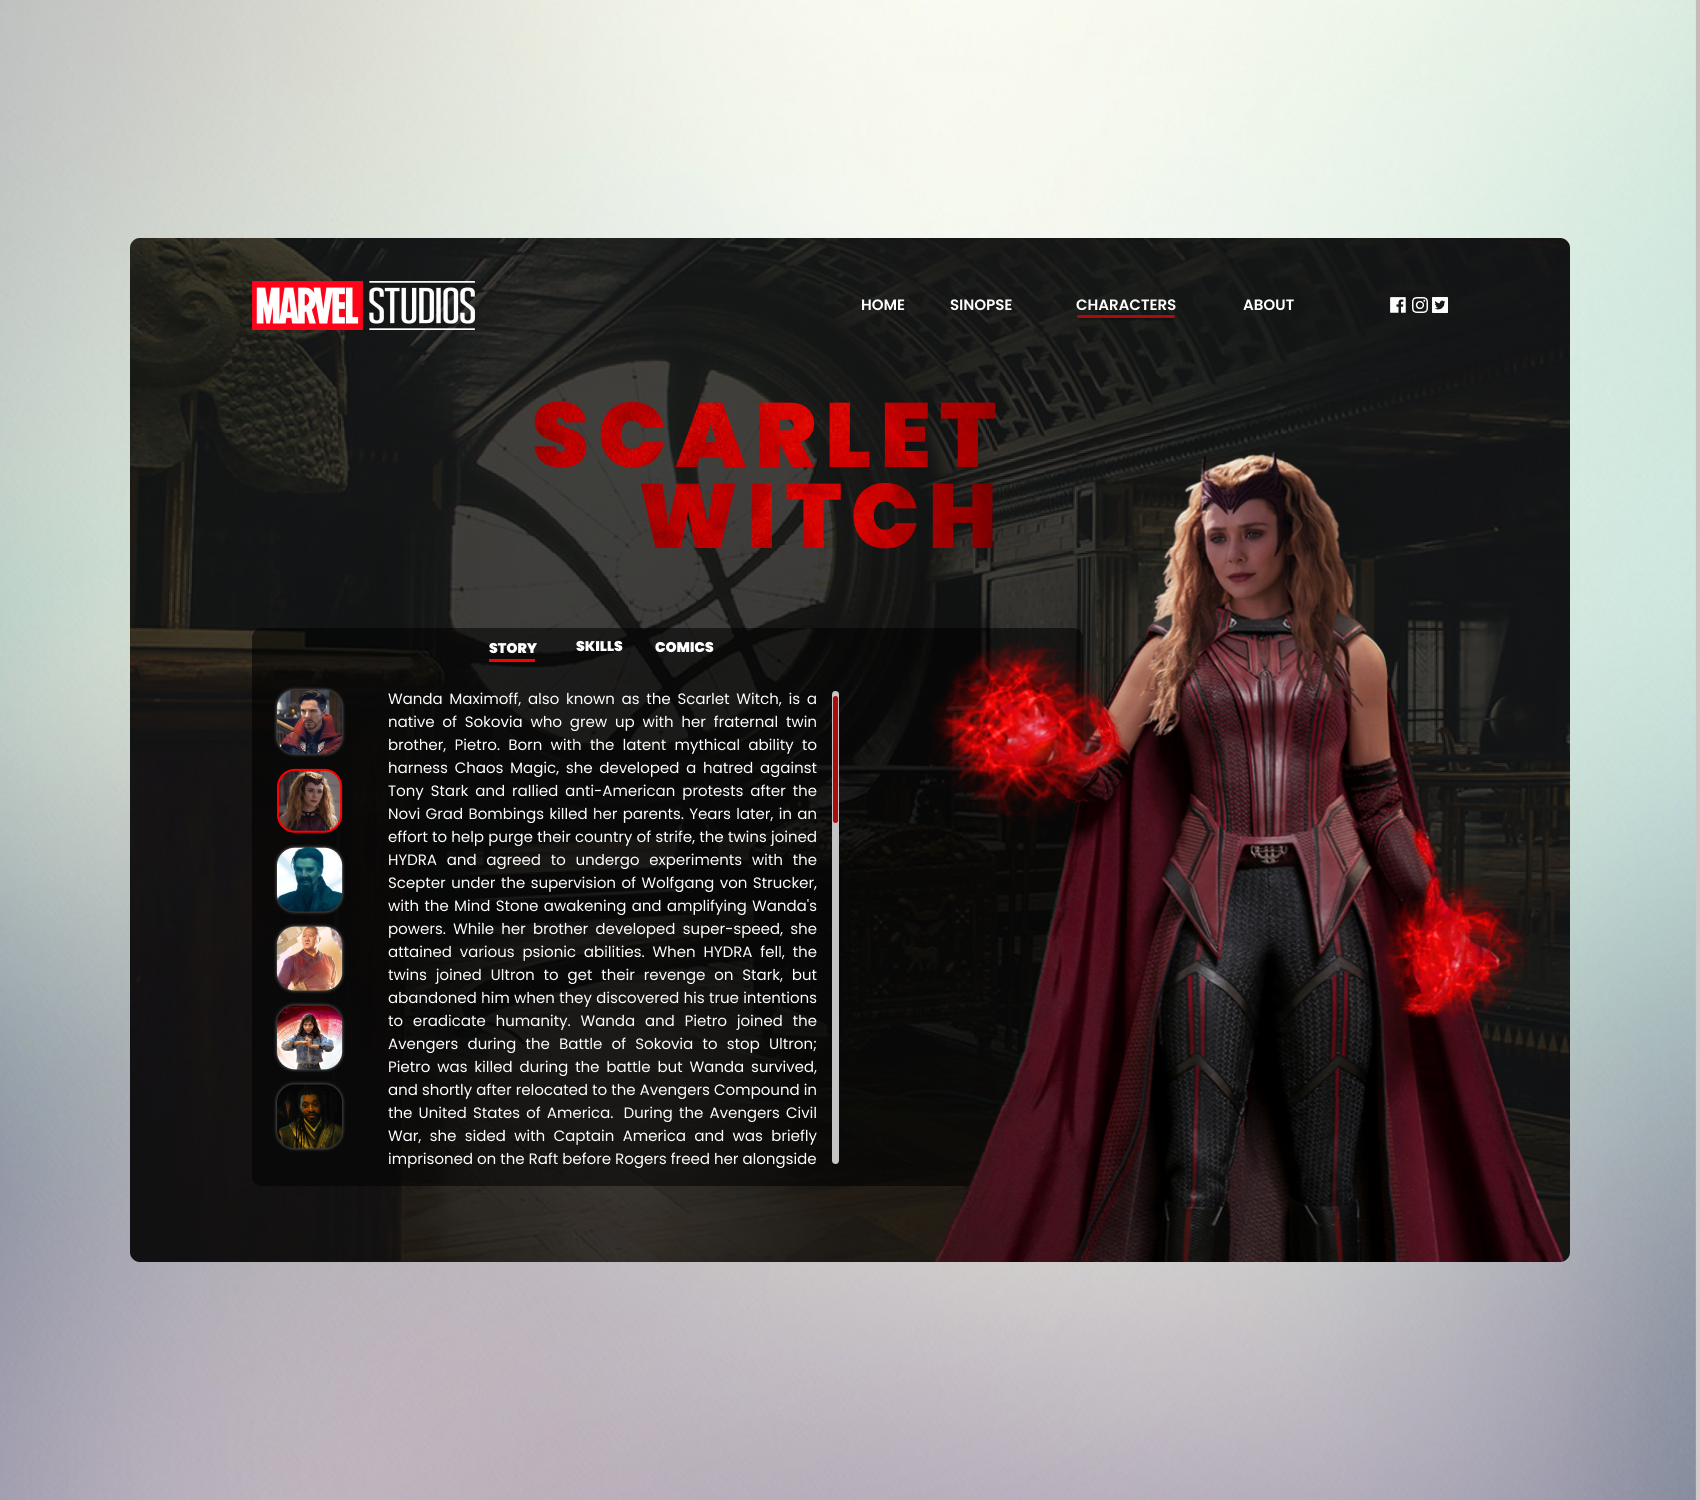 MARVEL STUDIOS
HOME SINOPSE CHARACTERS ABOUT
SCARLET
WITCH
STORY SKILLS COMICS
Wanda Maximoff, also known as the Scarlet Witch, is a
native of Sokovia who grew up with her fraternal twin
brother, Pietro. Born with the latent mythical ability to
harness Chaos Magic, she developed a hatred against
Tony Stark and rallied anti-American protests after the
Novi Grad Bombings killed her parents. Years later, in an
effort to help purge their country of strife, the twins joined
HYDRA and agreed to undergo experiments with the
Scepter under the supervision of Wolfgang von Strucker,
with the Mind Stone awakening and amplifying Wanda's
powers. While her brother developed super-speed, she
attained various psionic abilities. When HYDRA fell, the
twins joined Ultron to get their revenge on Stark, but
abandoned him when they discovered his true intentions
to eradicate humanity. Wanda and Pietro joined the
Avengers during the Battle of Sokovia to stop Ultron;
Pietro was killed during the battle but Wanda survived,
and shortly after relocated to the Avengers Compound in
the United States of America. During the Avengers Civil
War, she sided with Captain America and was briefly
imprisoned on the Raft before Rogers freed her alongside